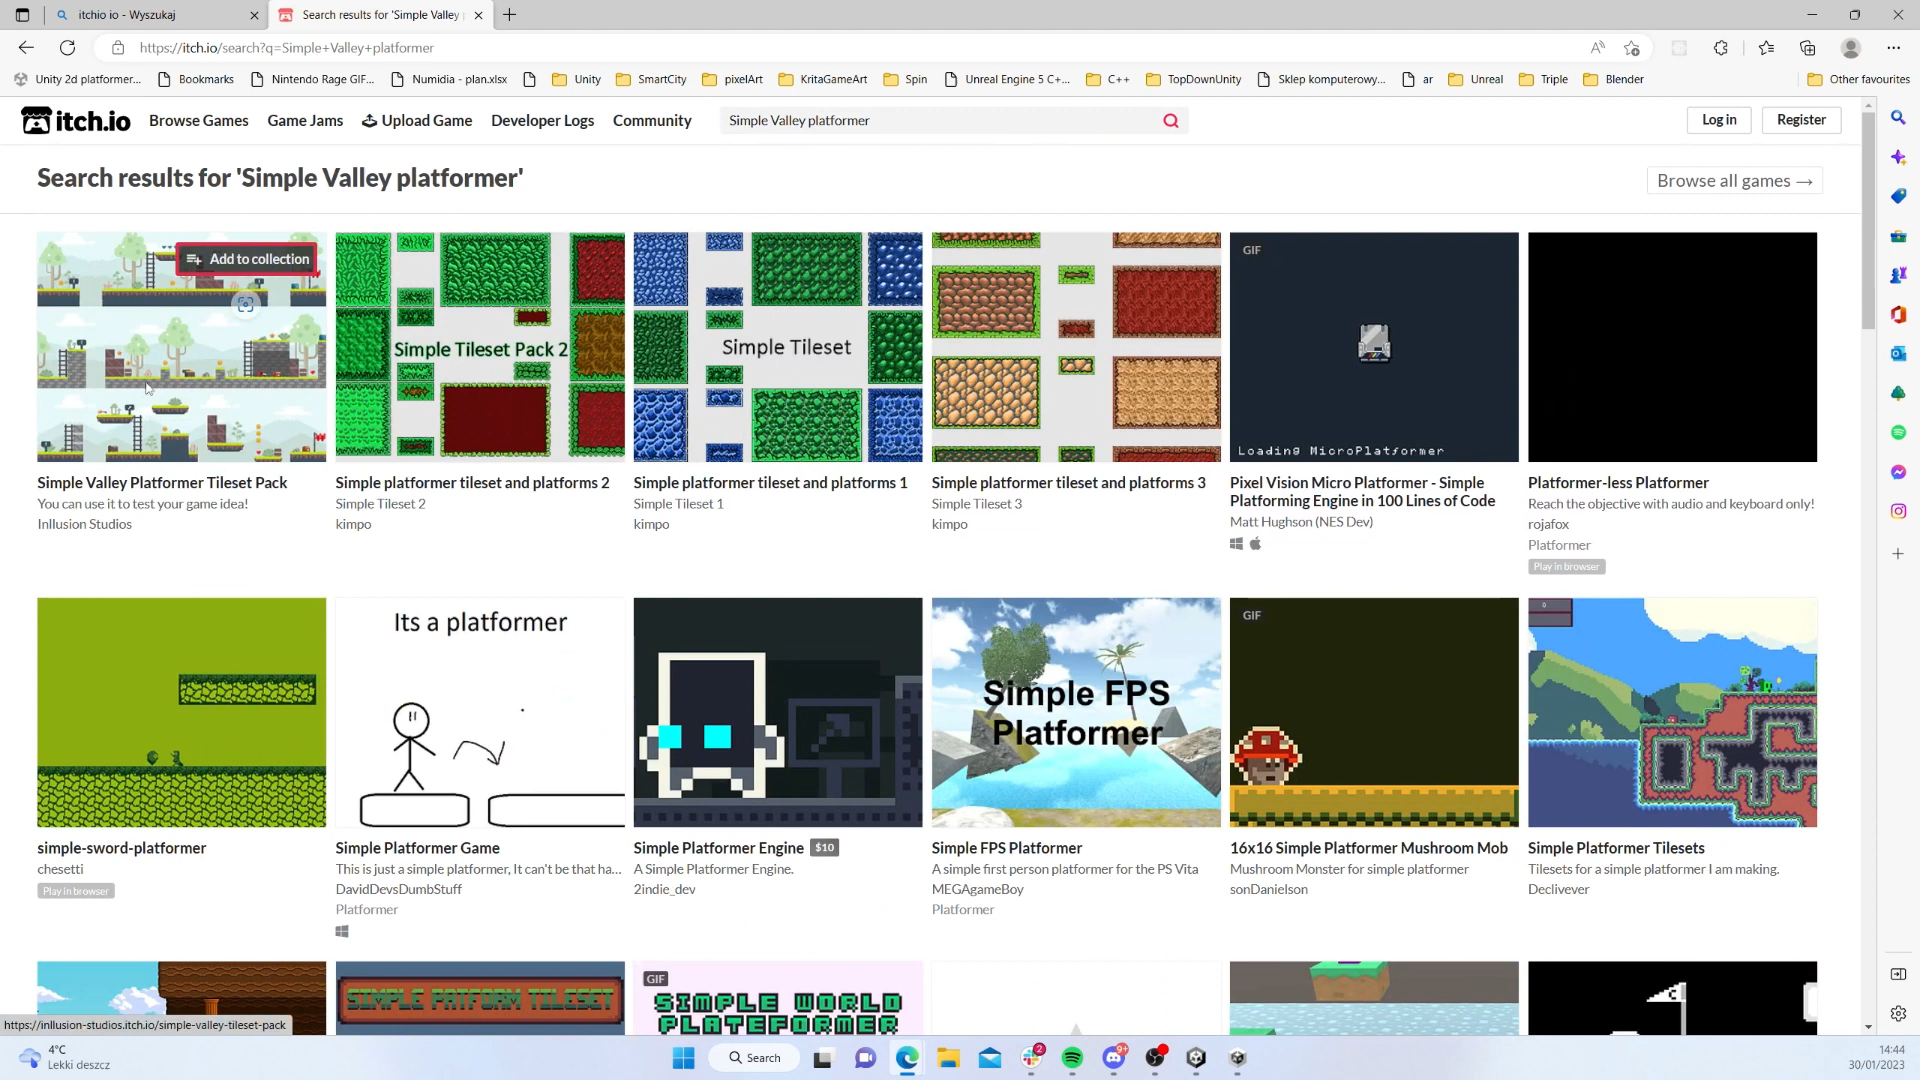 itchio io - Wyszukaj
Search results for 'Simple Valley
https://itch.io/search?q=Simple+Valley+platformer
Unity 2d platformer...
Bookmarks
Nintendo Rage GIF...
Numidia - plan.xlsx
Unity
SmartCity
pixelArt
KritaGameArt
Spin
Unreal Engine 5 C+...
C++
TopDownUnity
Sklep komputerowy...
ar
Unreal
Triple
Blender
Other favourites
itch.io
Browse Games
Game Jams
Upload Game
Developer Logs
Community
Simple Valley platformer
Log in
Register
Search results for 'Simple Valley platformer'
Browse all games →
Add to collection
Simple Tileset Pack 2
Simple Tileset
GIF
Loading MicroPlatformer
Simple Valley Platformer Tileset Pack
You can use it to test your game idea!
Inllusion Studios
Simple platformer tileset and platforms 2
Simple Tileset 2
kimpo
Simple platformer tileset and platforms 1
Simple Tileset 1
kimpo
Simple platformer tileset and platforms 3
Simple Tileset 3
kimpo
Pixel Vision Micro Platformer - Simple
Platforming Engine in 100 Lines of Code
Matt Hughson (NES Dev)
Platformer-less Platformer
Reach the objective with audio and keyboard only!
rojafox
Platformer
Play in browser
Its a platformer
Simple FPS
Platformer
GIF
0
simple-sword-platformer
chesetti
Play in browser
Simple Platformer Game
This is just a simple platformer, It can't be that ha...
DavidDevsDumbStuff
Platformer
Simple Platformer Engine $10
A Simple Platformer Engine.
2indie_dev
Simple FPS Platformer
A simple first person platformer for the PS Vita
MEGAgameBoy
Platformer
16x16 Simple Platformer Mushroom Mob
Mushroom Monster for simple platformer
sonDanielson
Simple Platformer Tilesets
Tilesets for a simple platformer I am making.
Declivever
SIMPLE PATFORM TILESET
GIF
SIMPLE WORLD
PLATEFORMER
https://inllusion-studios.itch.io/simple-valley-tileset-pack
4°C
Lekki deszcz
Search
2
9+
14:44
30/01/2023